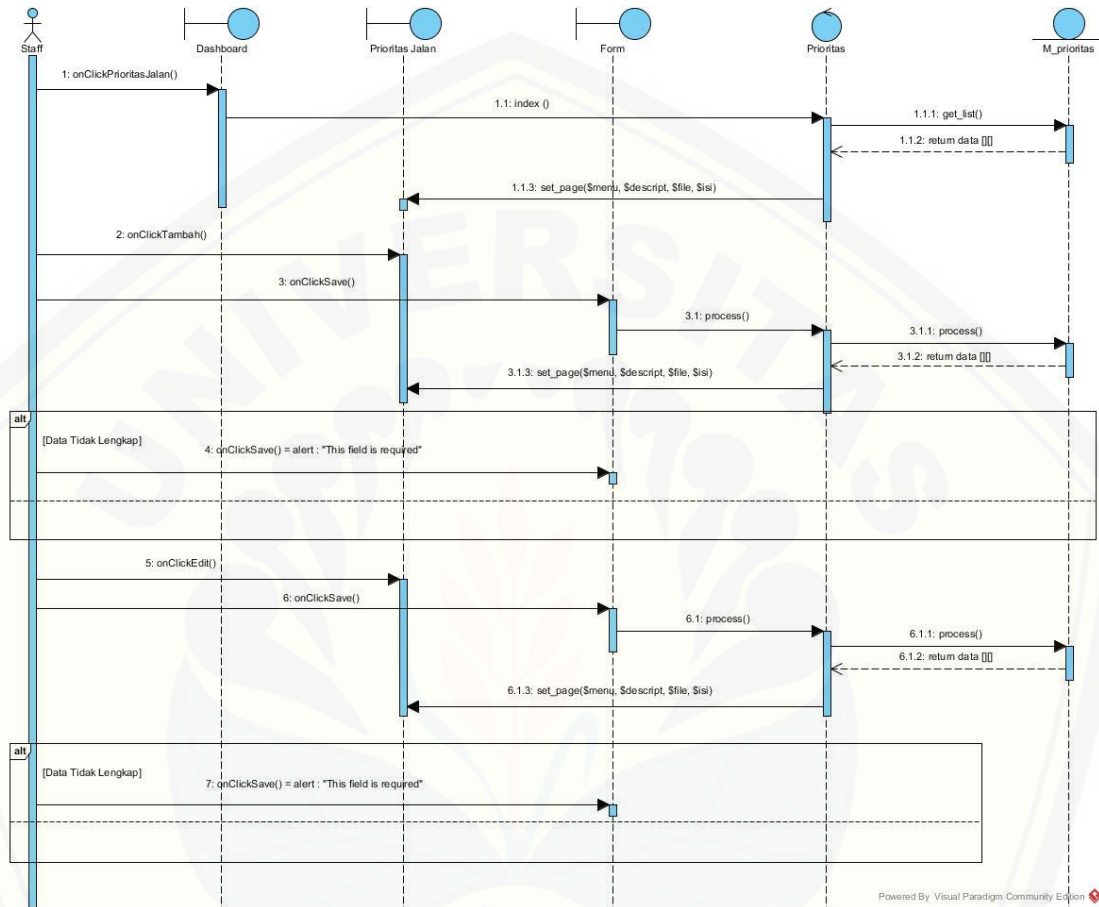 Staff
Dashboard
Prioritas Jalan
Form
Prioritas
M_prioritas
1: onClickPrioritasJalan()
1.1: index ()
1.1.1: get_list()
1.1.2: return data [][]
1.1.3: set_page($menu, $descript, $file, $isi)
2: onClickTambah()
3: onClickSave()
3.1: process()
3.1.1: process()
3.1.2: return data [][]
3.1.3: set_page($menu, $descript, $file, $isi)
alt
[Data Tidak Lengkap]
4: onClickSave() = alert : "This field is required"
5: onClickEdit()
6: onClickSave()
6.1: process()
6.1.1: process()
6.1.2: return data [][]
6.1.3: set_page($menu, $descript, $file, $isi)
alt
[Data Tidak Lengkap]
7: onClickSave() = alert : "This field is required"
UNIVERSITAS
Powered By Visual Paradigm Community Edition